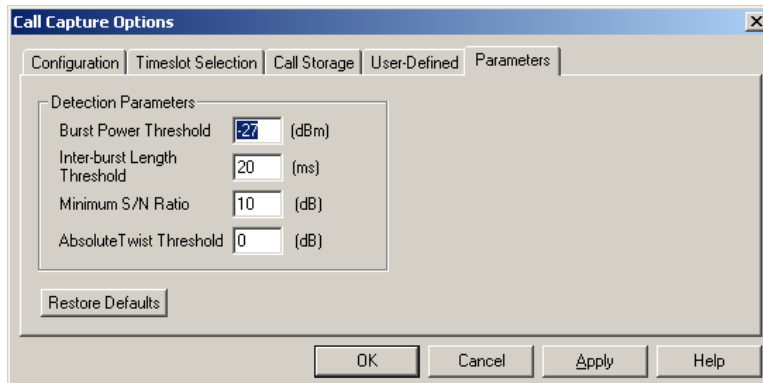 Call Capture Options
Configuration Timeslot Selection Call Storage User-Defined Parameters
Detection Parameters
Burst Power Threshold -27 (dBm)
Inter-burst Length
Threshold 20 (ms)
Minimum S/N Ratio 10 (dB)
AbsoluteTwist Threshold 0 (dB)
Restore Defaults
OK Cancel Apply Help